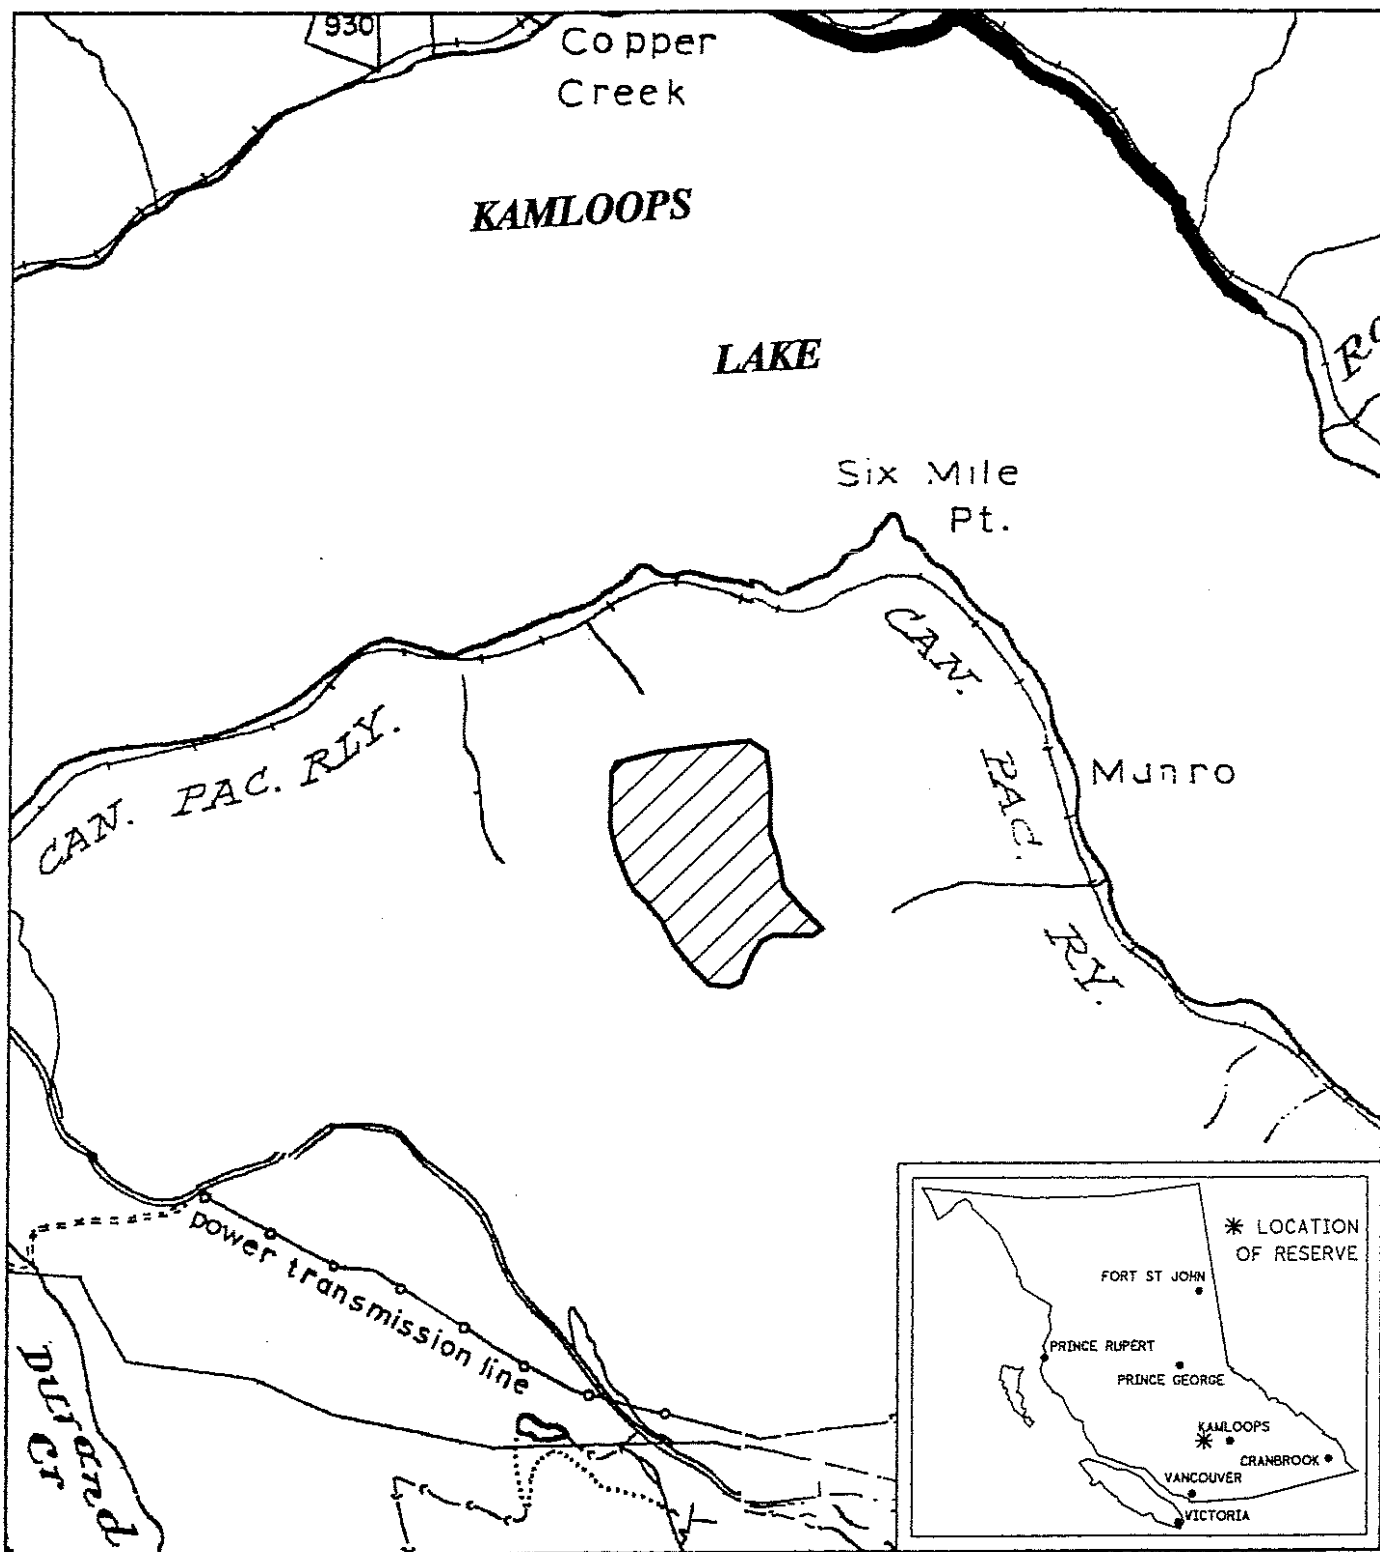 930
Copper
Creek
KAMLOOPS
LAKE
Six Mile
Pt.
CAN.
PAC.
RY.
Munro
CAN. PAC. RLY.
power transmission line
Durand
Cr
* LOCATION
OF RESERVE
FORT ST JOHN
PRINCE RUPERT
PRINCE GEORGE
KAMLOOPS
CRANBROOK
VANCOUVER
VICTORIA